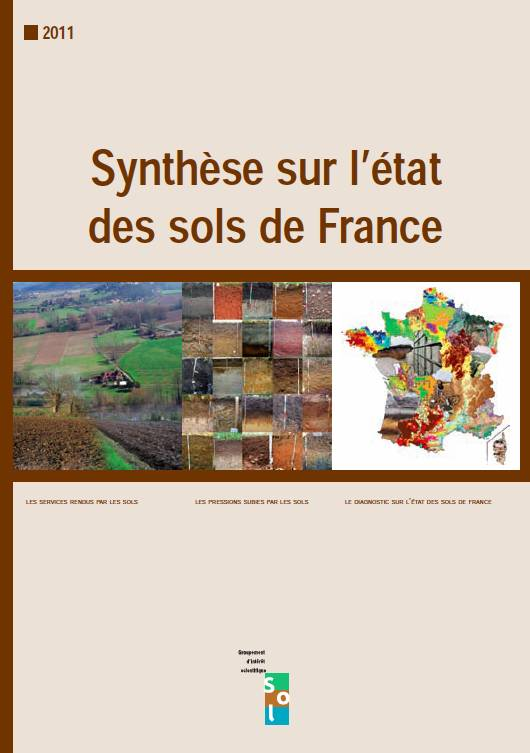 2011
Synthèse sur l'état
des sols de France
LES SERVICES RENDUS PAR LES SOLS
LES PRESSIONS SUBIES PAR LES SOLS
LE DIAGNOSTIC SUR L'ÉTAT DES SOLS DE FRANCE
Groupement
d'intérêt
scientifique
Sol